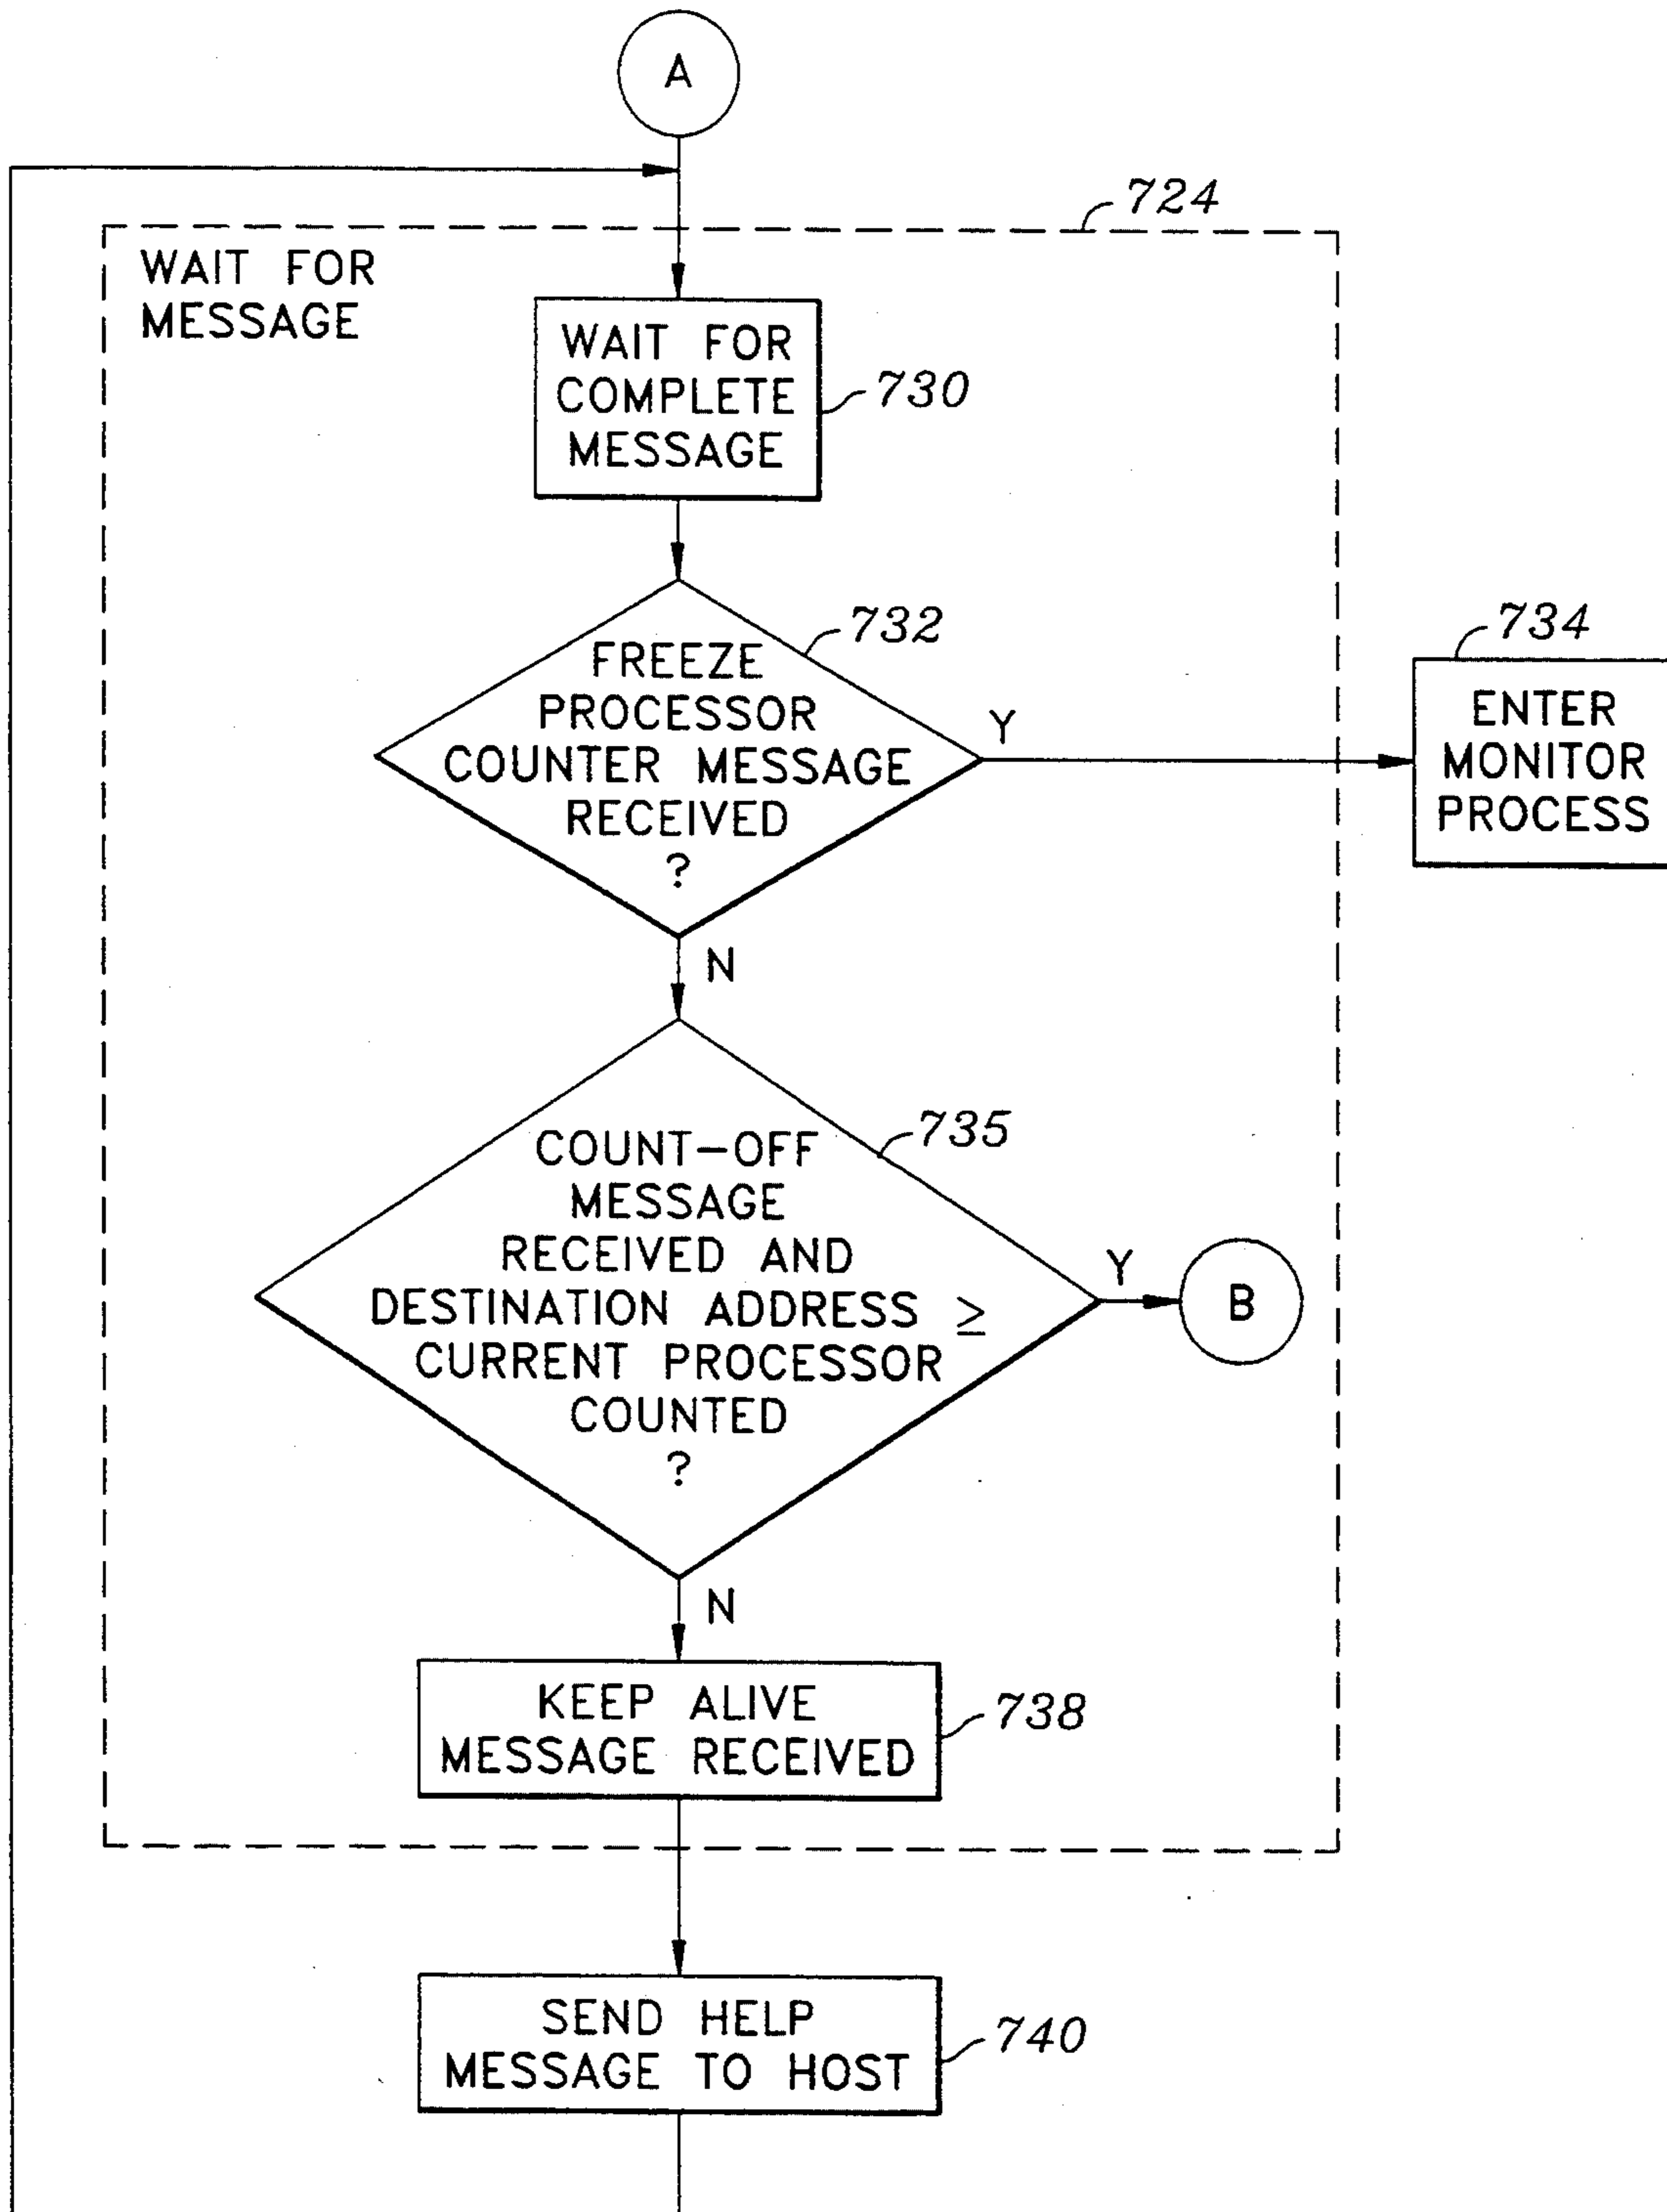 A
724
WAIT FOR
MESSAGE
WAIT FOR
COMPLETE
MESSAGE
730
732
FREEZE
PROCESSOR
COUNTER MESSAGE
RECEIVED
?
Y
734
ENTER
MONITOR
PROCESS
N
735
COUNT-OFF
MESSAGE
RECEIVED AND
DESTINATION ADDRESS ≥
CURRENT PROCESSOR
COUNTED
?
Y
B
N
KEEP ALIVE
MESSAGE RECEIVED
738
SEND HELP
MESSAGE TO HOST
740